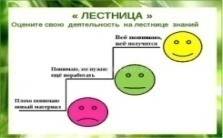 « ЛЕСТНИЦА »
Оцените свою деятельность на лестнице знаний
Всё понимаю,
всё получится
Понимаю, но нужно
ещё поработать
Плохо понимаю
новый материал